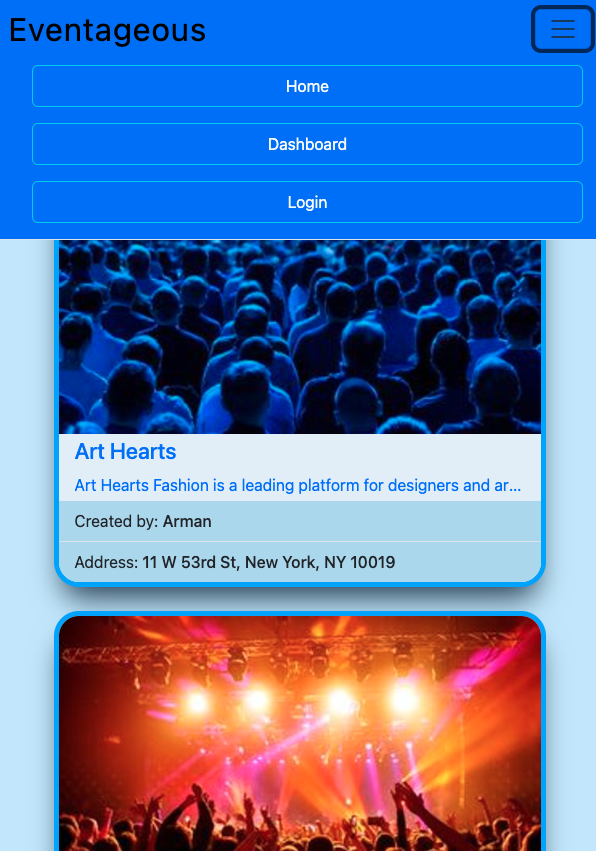 Eventageous
Home
Dashboard
Login
Art Hearts
Art Hearts Fashion is a leading platform for designers and ar...
Created by: Arman
Address: 11 W 53rd St, New York, NY 10019